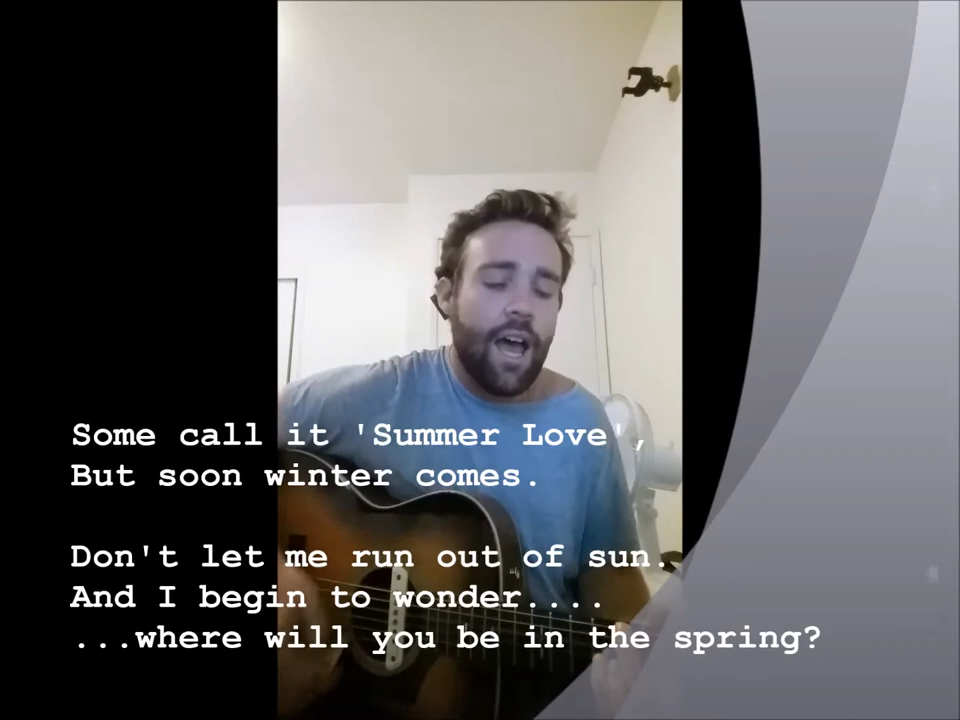 Some call it 'Summer Love',
But soon winter comes.
Don't let me run out of sun.
And I begin to wonder....
...where will you be in the spring?